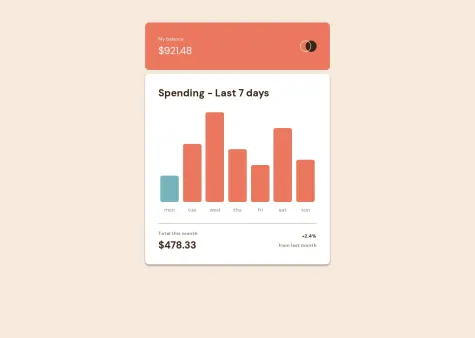 My balance
$921.48
Spending - Last 7 days
mon tue wed thu fri sat sun
Total this month
$478.33
+2.4%
from last month